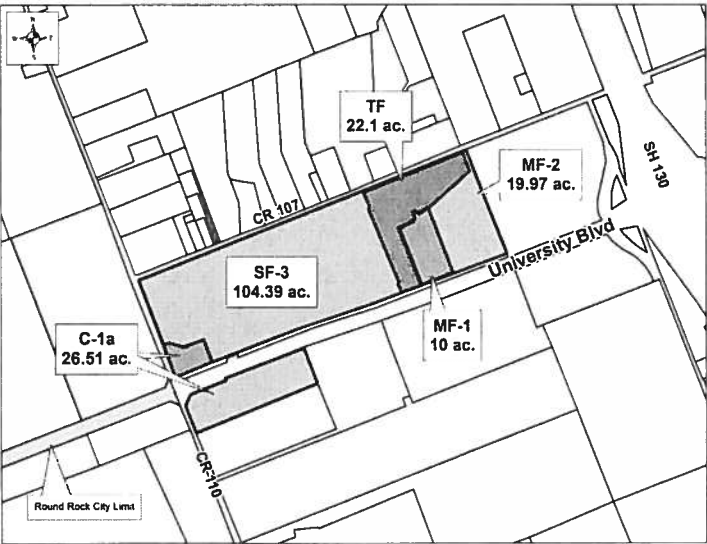 N
W E
S
TF
22.1 ac.
MF-2
19.97 ac.
SH 130
CR 107
University Blvd
SF-3
104.39 ac.
C-1a
26.51 ac.
MF-1
10 ac.
CR 110
Round Rock City Limit